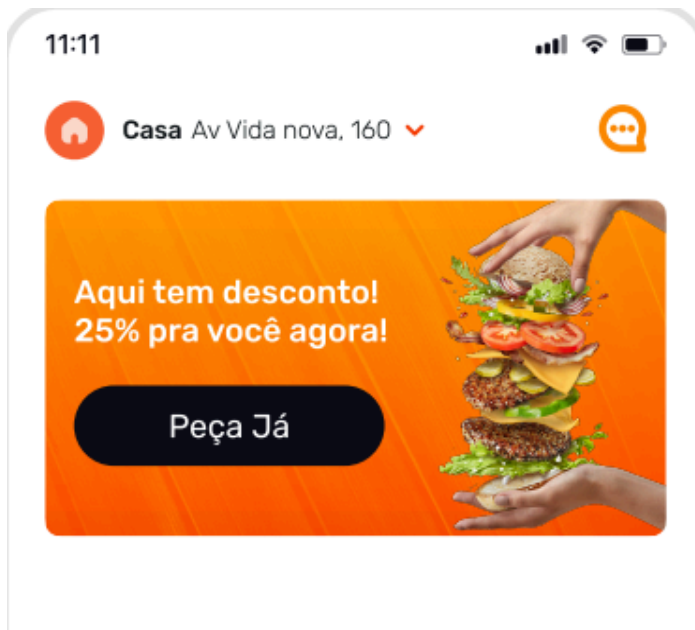 11:11
Casa Av Vida nova, 160
Aqui tem desconto!
25% pra você agora!
Peça Já